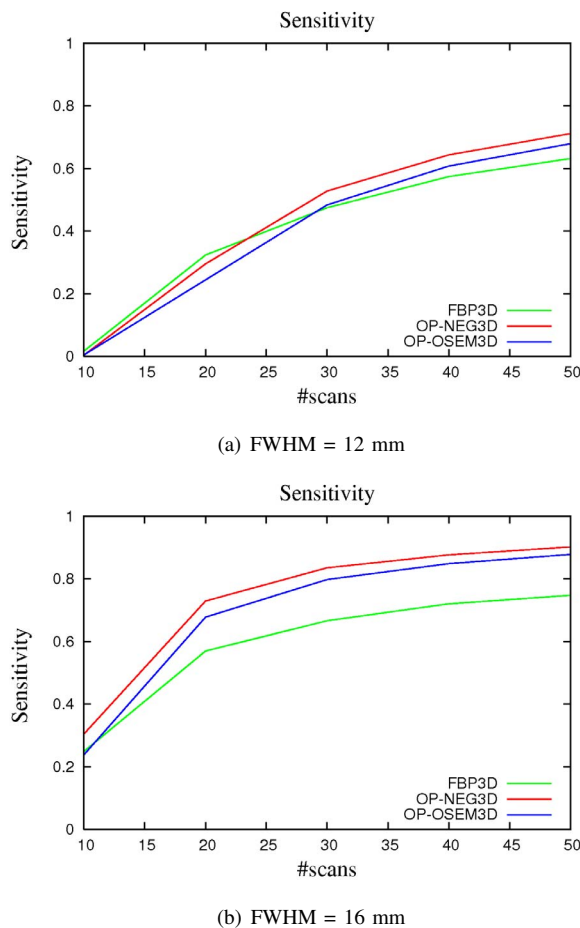 Sensitivity
1
0.8
0.6
0.4
0.2
0
Sensitivity
FBP3D
OP-NEG3D
OP-OSEM3D
10 15 20 25 30 35 40 45 50
#scans
(a) FWHM = 12 mm
Sensitivity
1
0.8
0.6
0.4
0.2
0
Sensitivity
FBP3D
OP-NEG3D
OP-OSEM3D
10 15 20 25 30 35 40 45 50
#scans
(b) FWHM = 16 mm